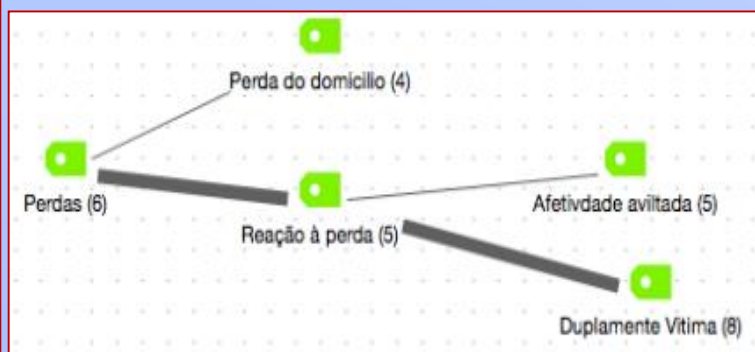 Perda do domicilio (4)
Perdas (6)
Reação à perda (5)
Afetivdade aviltada (5)
Duplamente Vitima (8)